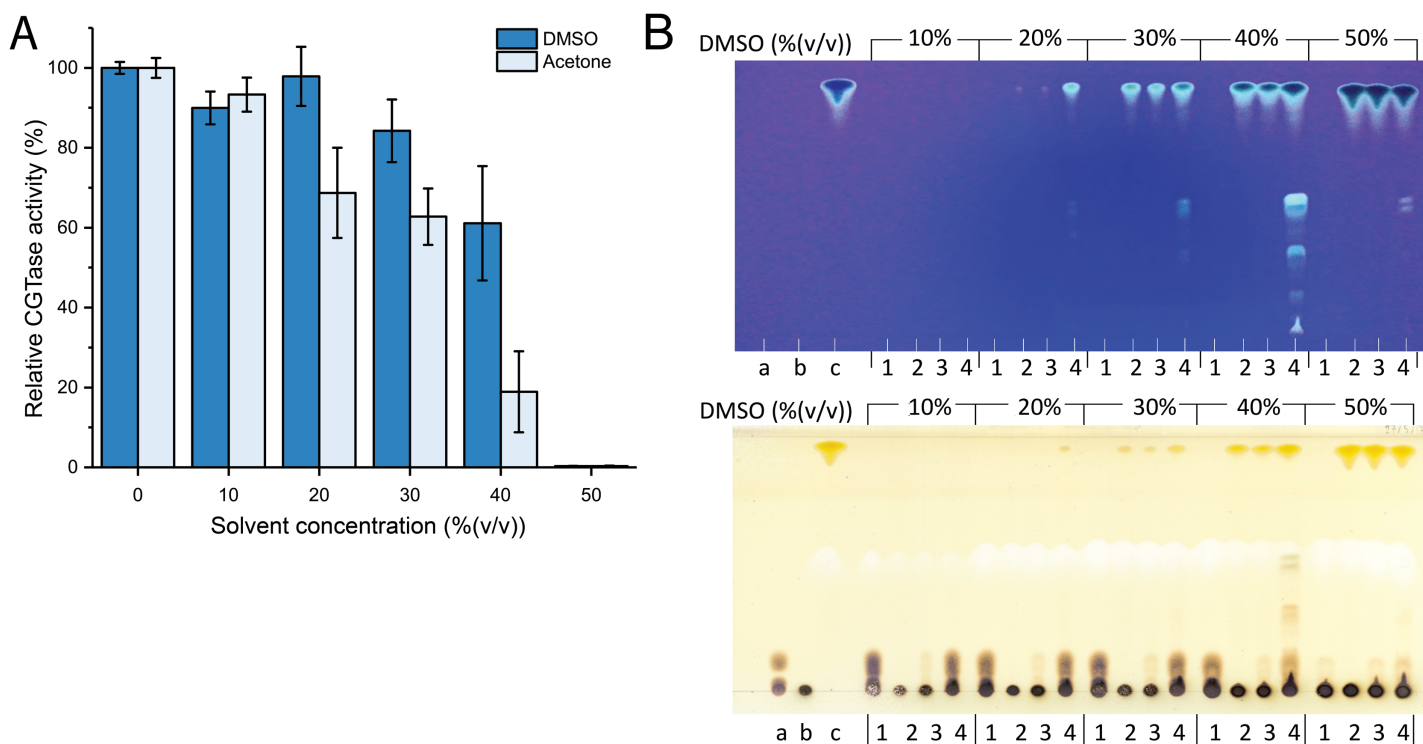 A
DMSO
Acetone
Relative CGTase activity (%)
100
80
60
40
20
0
0 10 20 30 40 50
Solvent concentration (%(v/v))
B
DMSO (%(v/v)) 10% 20% 30% 40% 50%
a b c 1 2 3 4 1 2 3 4 1 2 3 4 1 2 3 4 1 2 3 4
DMSO (%(v/v)) 10% 20% 30% 40% 50%
a b c 1 2 3 4 1 2 3 4 1 2 3 4 1 2 3 4 1 2 3 4